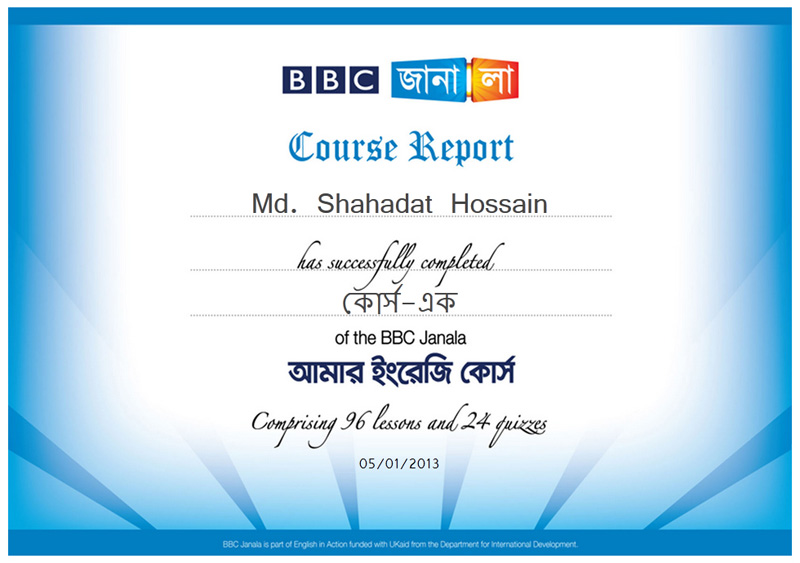 BBC জানালা
Course Report
Md. Shahadat Hossain
has successfully completed
কোর্স-এক
of the BBC Janala
আমার ইংরেজি কোর্স
Comprising 96 lessons and 24 quizzes
05/01/2013
BBC Janala is part of English in Action funded with UKaid from the Department for International Development.